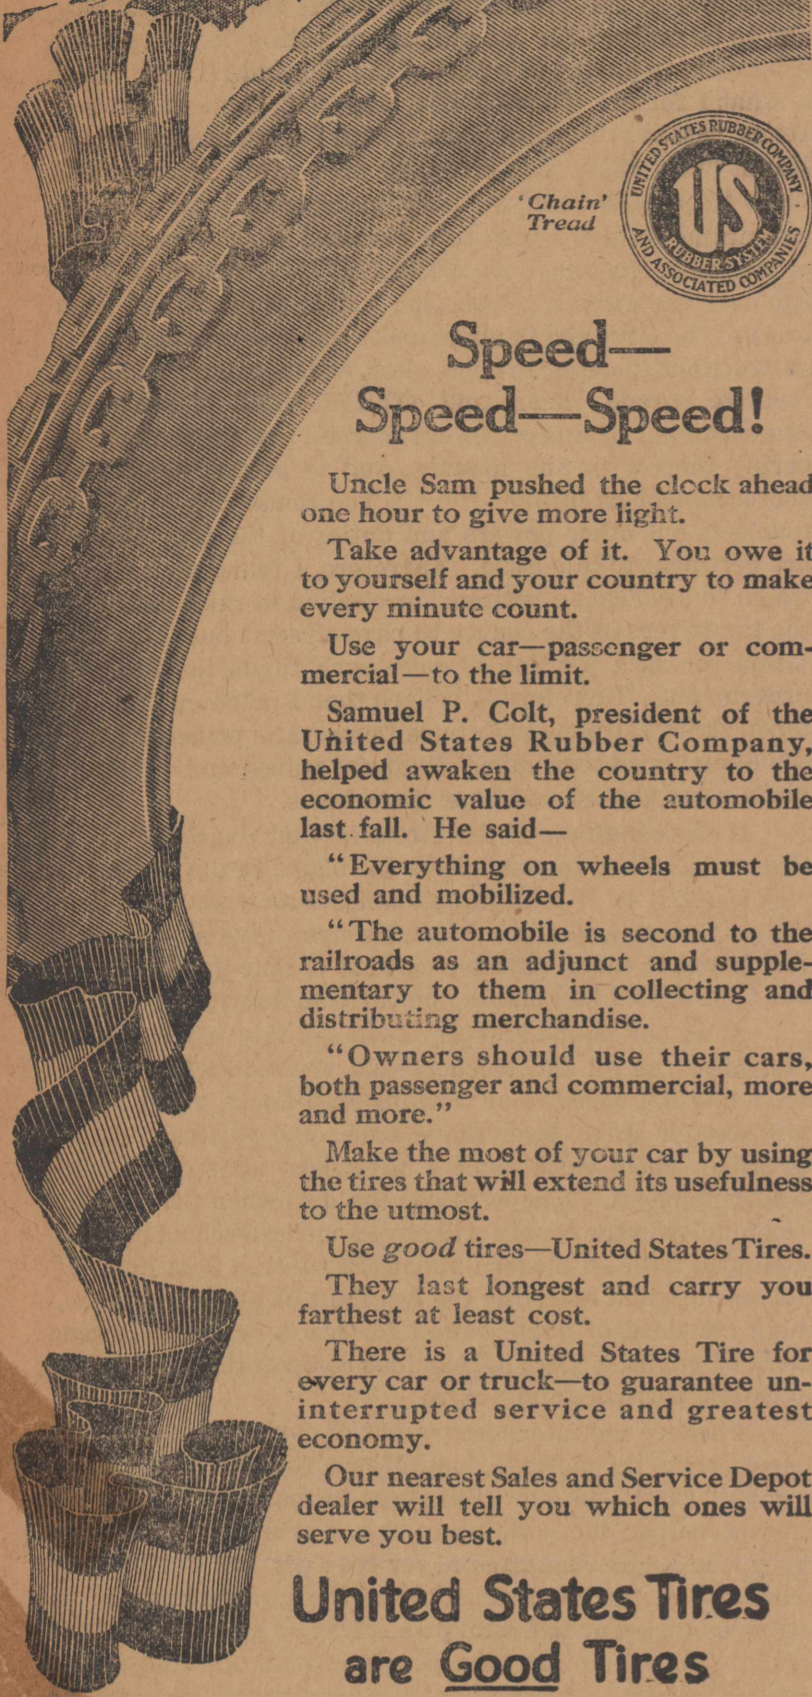 'Chain'
Tread
UNITED STATES RUBBER COMPANY
AND ASSOCIATED COMPANIES
US
RUBBER SYSTEM
Speed—
Speed—Speed!
Uncle Sam pushed the clock ahead
one hour to give more light.
Take advantage of it. You owe it
to yourself and your country to make
every minute count.
Use your car—passenger or com-
mercial—to the limit.
Samuel P. Colt, president of the
United States Rubber Company,
helped awaken the country to the
economic value of the automobile
last fall. He said—
"Everything on wheels must be
used and mobilized.
"The automobile is second to the
railroads as an adjunct and supple-
mentary to them in collecting and
distributing merchandise.
"Owners should use their cars,
both passenger and commercial, more
and more."
Make the most of your car by using
the tires that will extend its usefulness
to the utmost.
Use good tires—United States Tires.
They last longest and carry you
farthest at least cost.
There is a United States Tire for
every car or truck—to guarantee un-
interrupted service and greatest
economy.
Our nearest Sales and Service Depot
dealer will tell you which ones will
serve you best.
United States Tires
are Good Tires